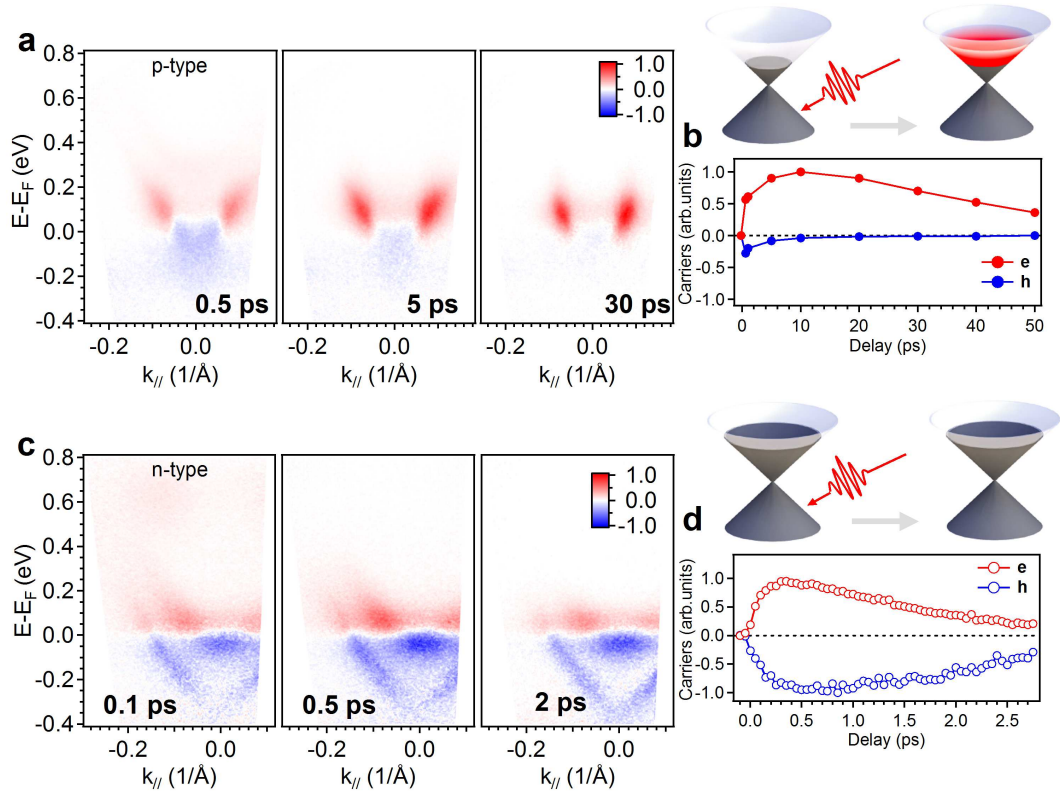 a
p-type
0.8
0.6
0.4
0.2
0.0
-0.2
-0.4
E-E_F (eV)
1.0
0.0
-1.0
0.5 ps
5 ps
30 ps
-0.2 0.0
-0.2 0.0
-0.2 0.0
k_// (1/Å)
k_// (1/Å)
k_// (1/Å)
b
1.0
0.5
0.0
-0.5
-1.0
Carriers (arb.units)
e
h
0 10 20 30 40 50
Delay (ps)
c
n-type
0.8
0.6
0.4
0.2
0.0
-0.2
-0.4
E-E_F (eV)
1.0
0.0
-1.0
0.1 ps
0.5 ps
2 ps
-0.2 0.0
-0.2 0.0
-0.2 0.0
k_// (1/Å)
k_// (1/Å)
k_// (1/Å)
d
1.0
0.5
0.0
-0.5
-1.0
Carriers (arb.units)
e
h
0.0 0.5 1.0 1.5 2.0 2.5
Delay (ps)